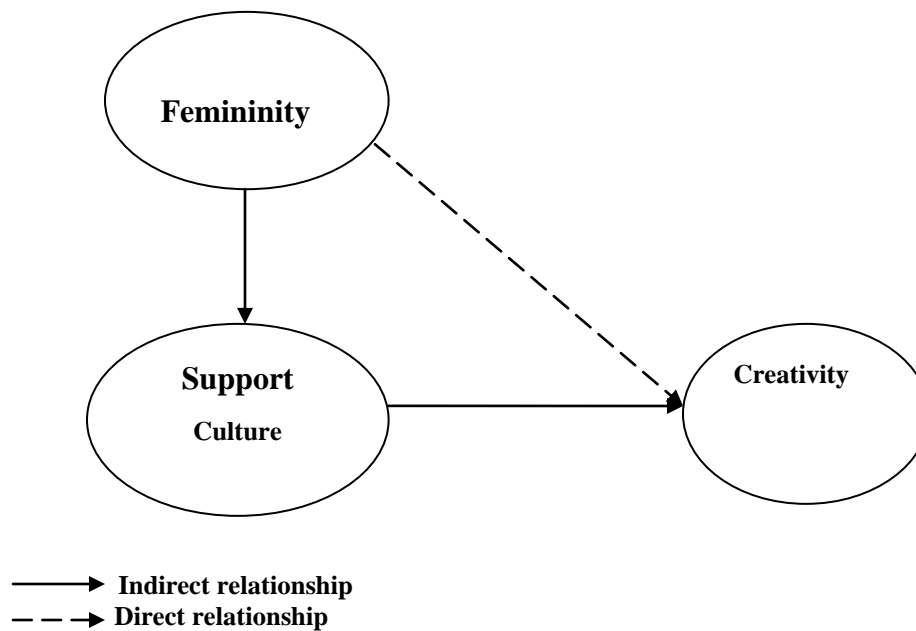 Femininity
Support
Culture
Creativity
Indirect relationship
Direct relationship